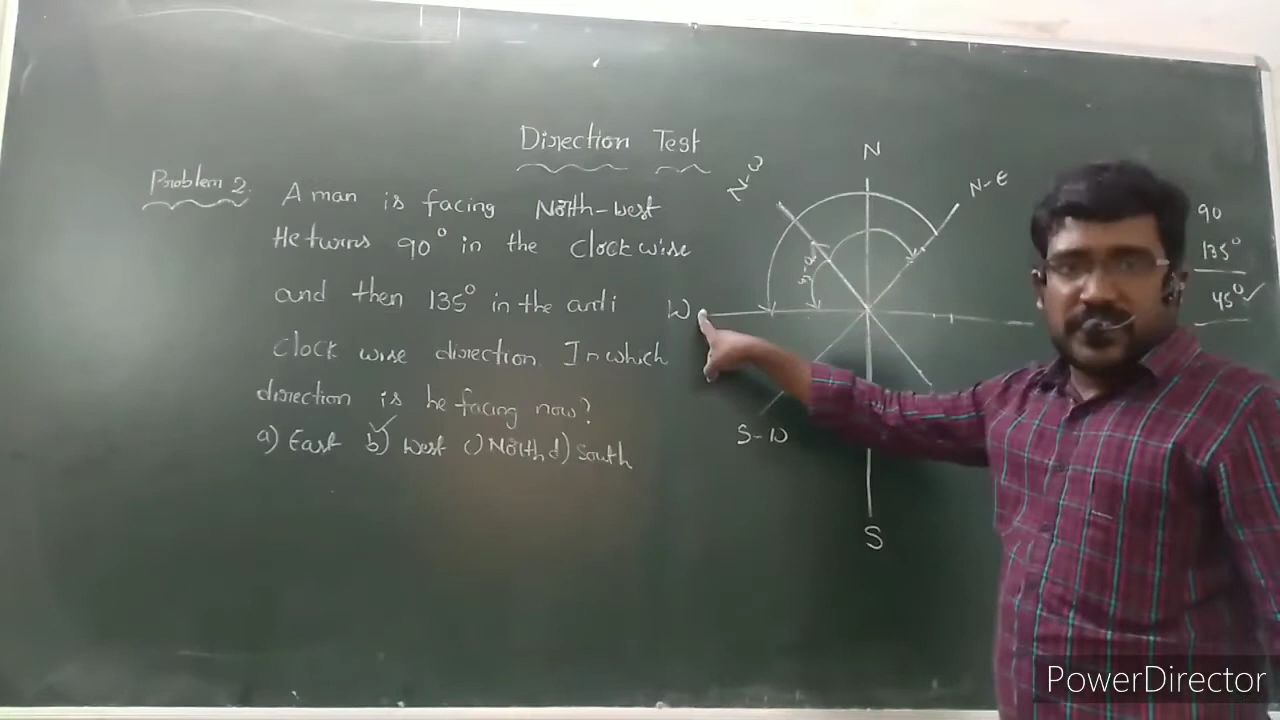 Direction Test
Problem 2.
A man is facing North-West
He turns 90° in the clock wise
and then 135° in the anti
clock wise direction. In which
direction is he facing now?
a) East b) West c) North d) South
N
N-W
N-E
W
S-W
S
90
135°
45°
PowerDirector